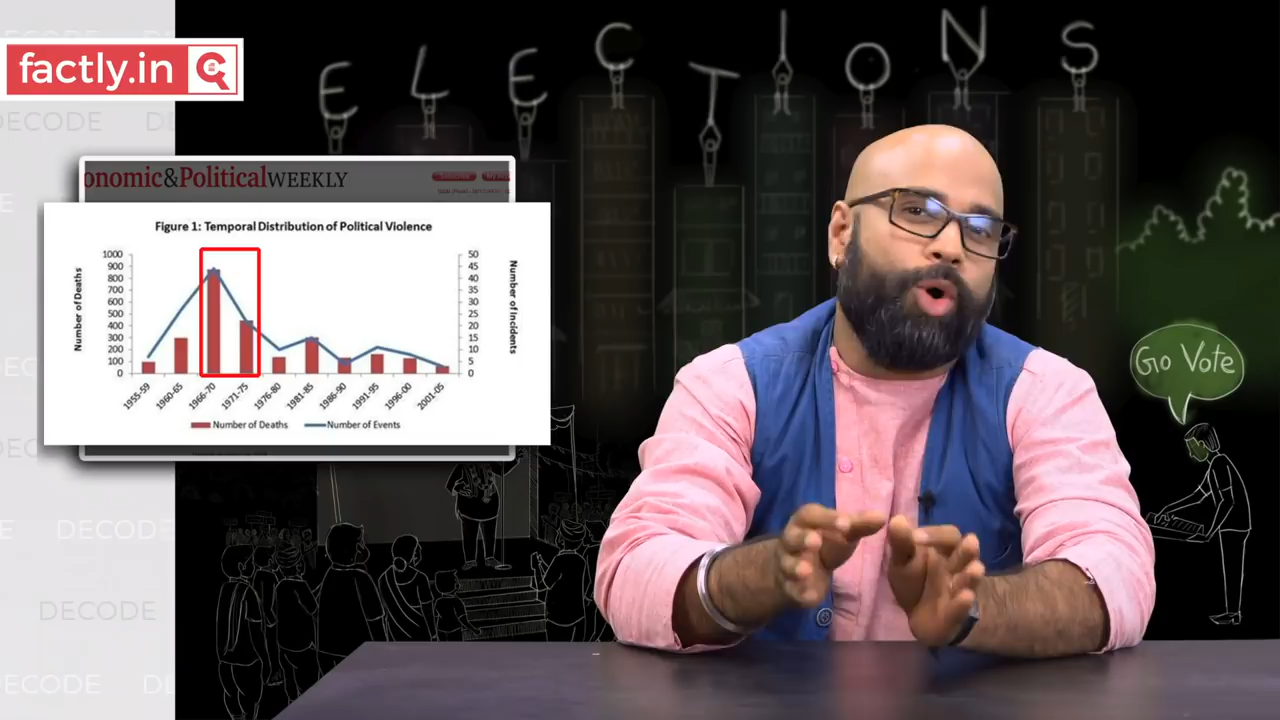 ELECTIONS
factly.in
DECODE
onomic&PoliticalWEEKLY
Figure 1: Temporal Distribution of Political Violence
1000
900
800
700
600
500
400
300
200
100
0
Number of Deaths
50
45
40
35
30
25
20
15
10
5
0
Number of Incidents
1955-59
1960-65
1966-70
1971-75
1976-80
1981-85
1986-90
1991-95
1996-00
2001-05
Number of Deaths
Number of Events
Go Vote
DECODE
DECODE
DECODE